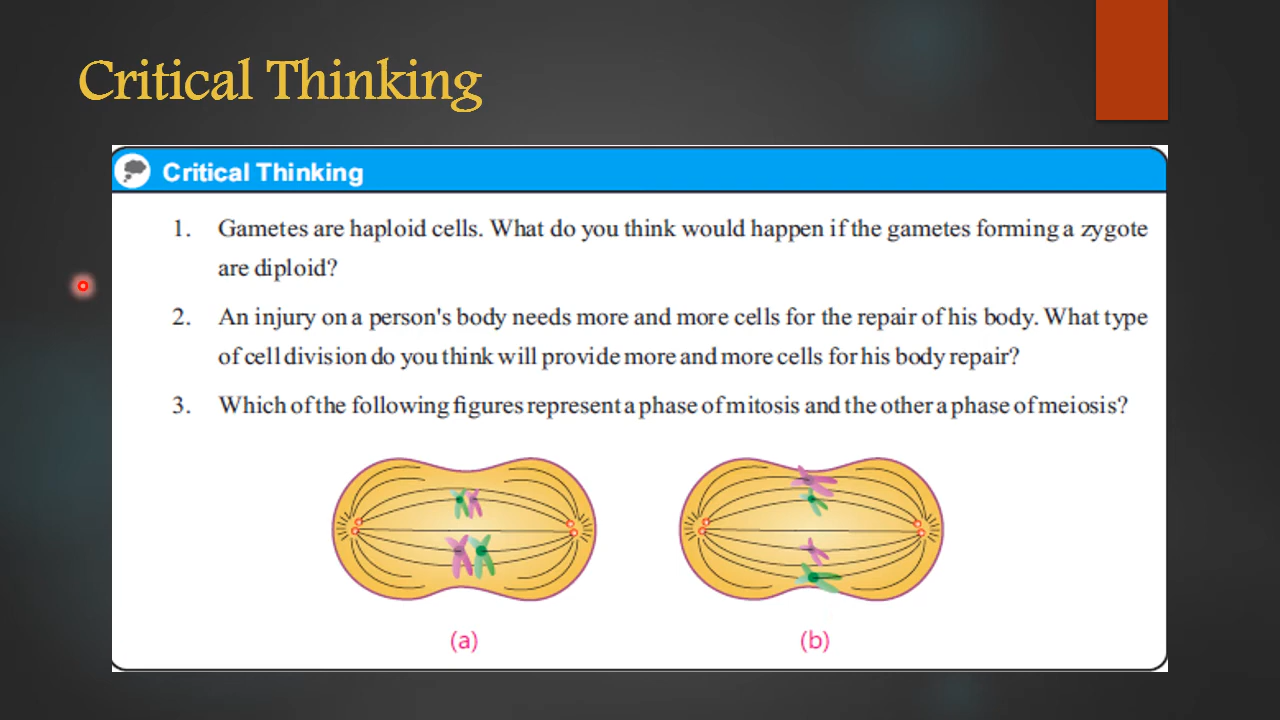 Critical Thinking
Critical Thinking
1. Gametes are haploid cells. What do you think would happen if the gametes forming a zygote
are diploid?
2. An injury on a person's body needs more and more cells for the repair of his body. What type
of cell division do you think will provide more and more cells for his body repair?
3. Which of the following figures represent a phase of mitosis and the other a phase of meiosis?
(a) (b)